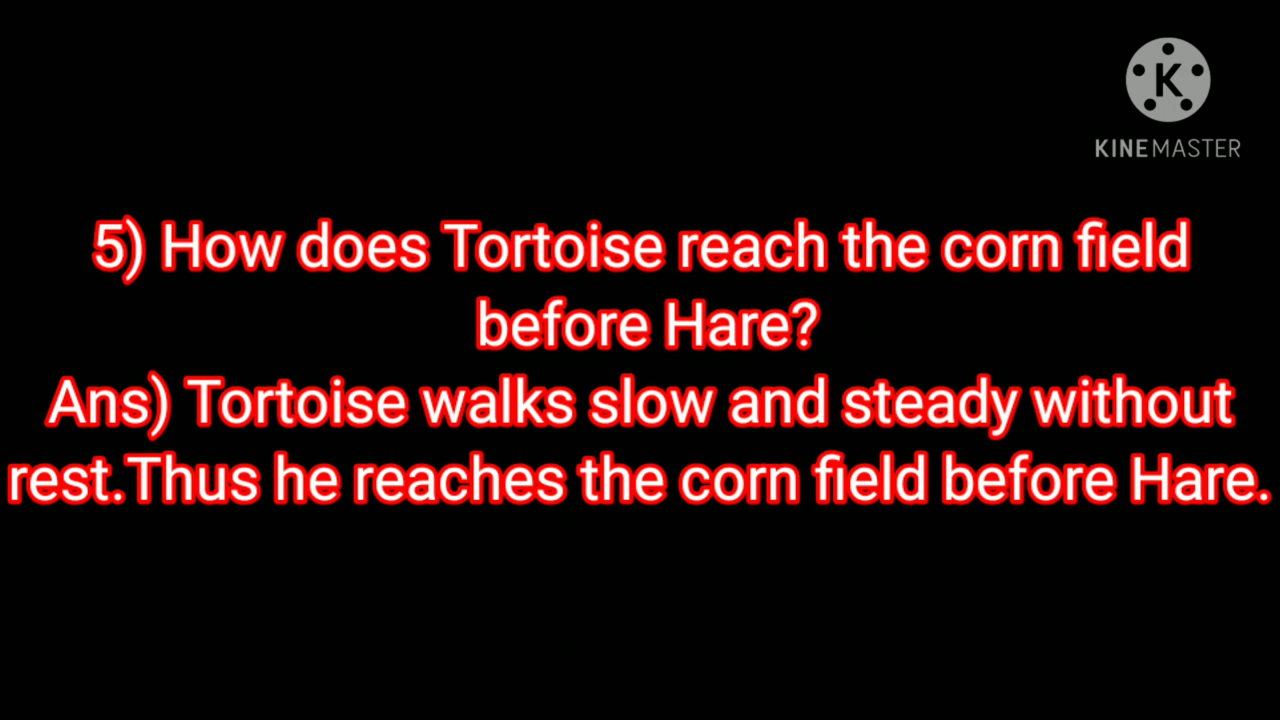 K
KINEMASTER
5) How does Tortoise reach the corn field
before Hare?
Ans) Tortoise walks slow and steady without
rest.Thus he reaches the corn field before Hare.